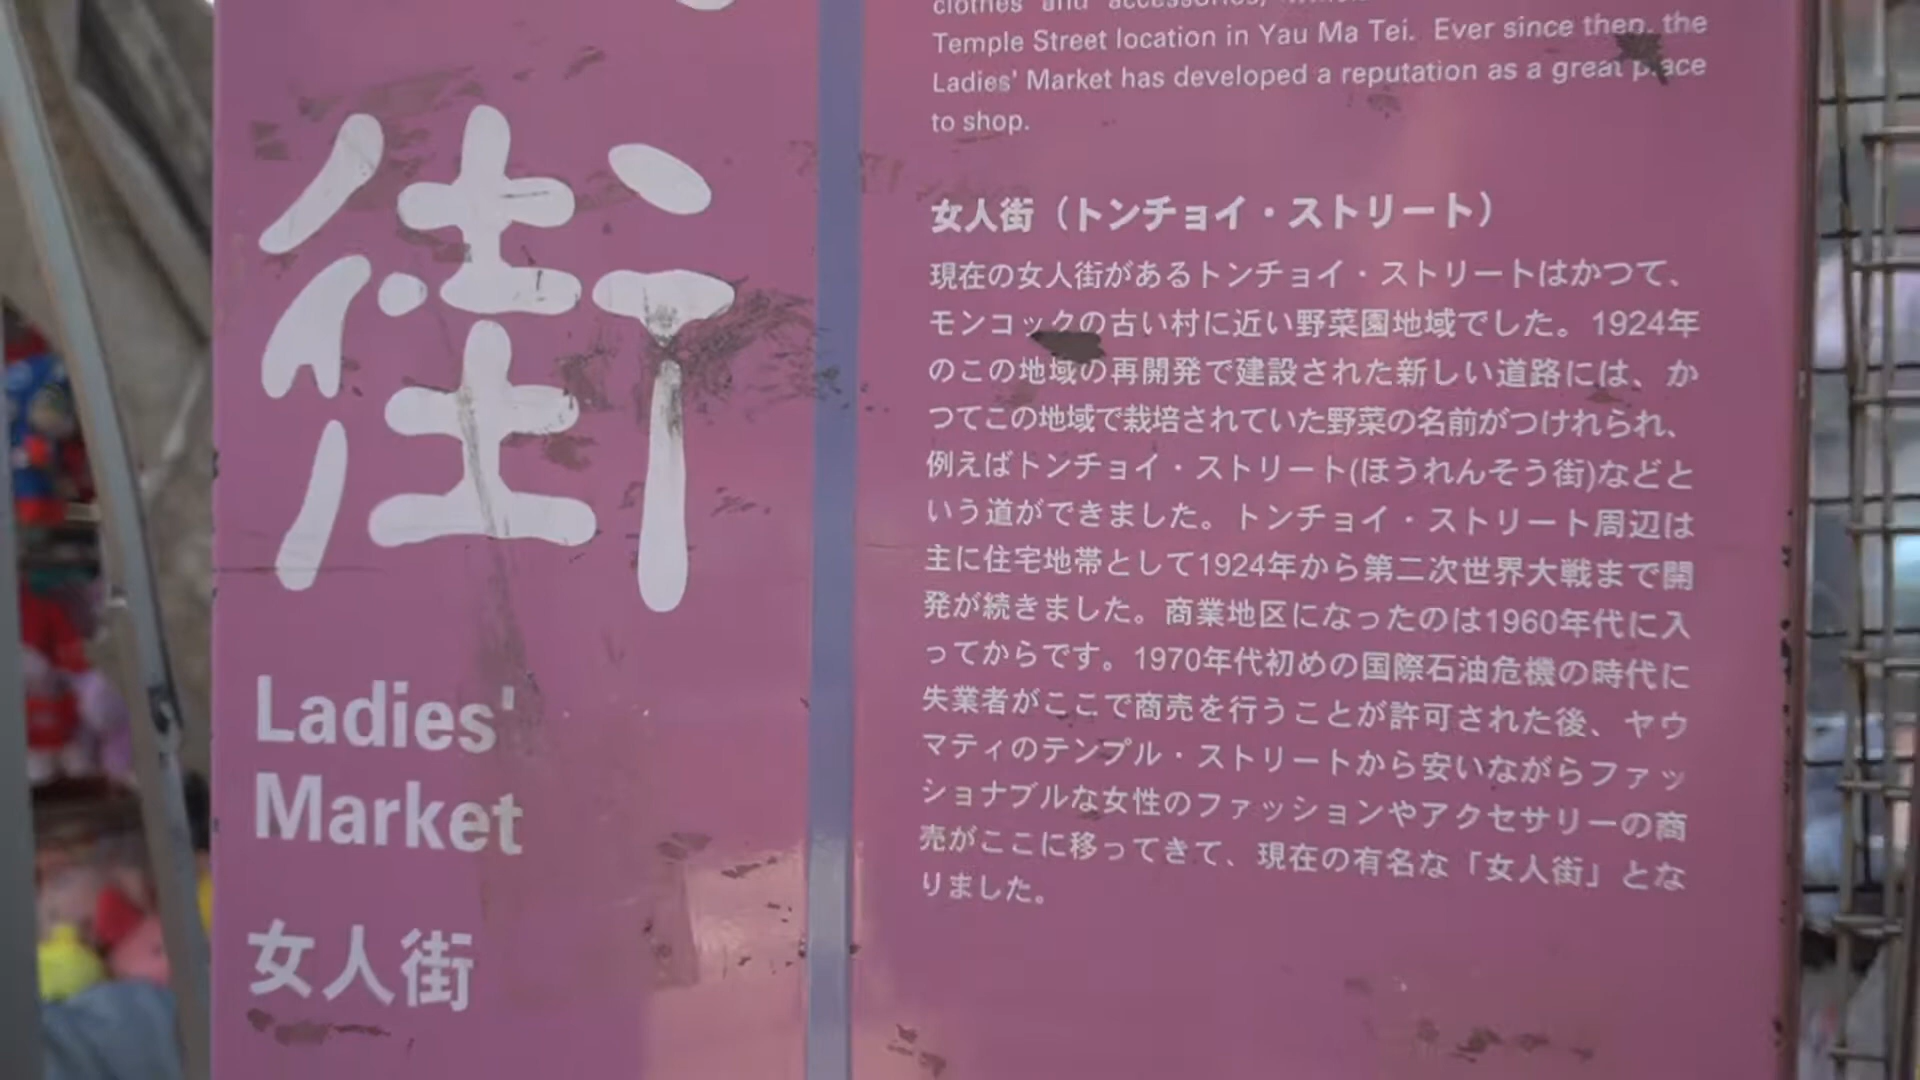 街
Ladies'
Market
女人街
clothes and accessories,
Temple Street location in Yau Ma Tei. Ever since then, the
Ladies' Market has developed a reputation as a great place
to shop.
女人街（トンチョイ・ストリート）
現在の女人街があるトンチョイ・ストリートはかつて、
モンコックの古い村に近い野菜園地域でした。1924年
のこの地域の再開発で建設された新しい道路には、か
つてこの地域で栽培されていた野菜の名前がつけれられ、
例えばトンチョイ・ストリート(ほうれんそう街)などと
いう道ができました。トンチョイ・ストリート周辺は
主に住宅地帯として1924年から第二次世界大戦まで開
発が続きました。商業地区になったのは1960年代に入
ってからです。1970年代初めの国際石油危機の時代に
失業者がここで商売を行うことが許可された後、ヤウ
マティのテンプル・ストリートから安いながらファッ
ショナブルな女性のファッションやアクセサリーの商
売がここに移ってきて、現在の有名な「女人街」とな
りました。